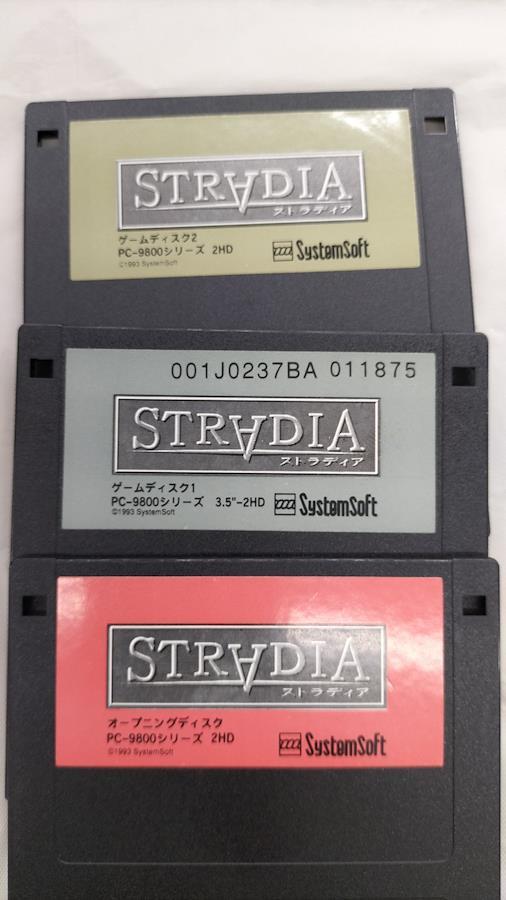 STRADIA
ストラディア
ゲームディスク2
PC-9800シリーズ 2HD
©1993 SystemSoft
SystemSoft
001J0237BA 011875
STRADIA
ストラディア
ゲームディスク1
PC-9800シリーズ 3.5"-2HD
©1993 SystemSoft
SystemSoft
STRADIA
ストラディア
オープニングディスク
PC-9800シリーズ 2HD
©1993 SystemSoft
SystemSoft